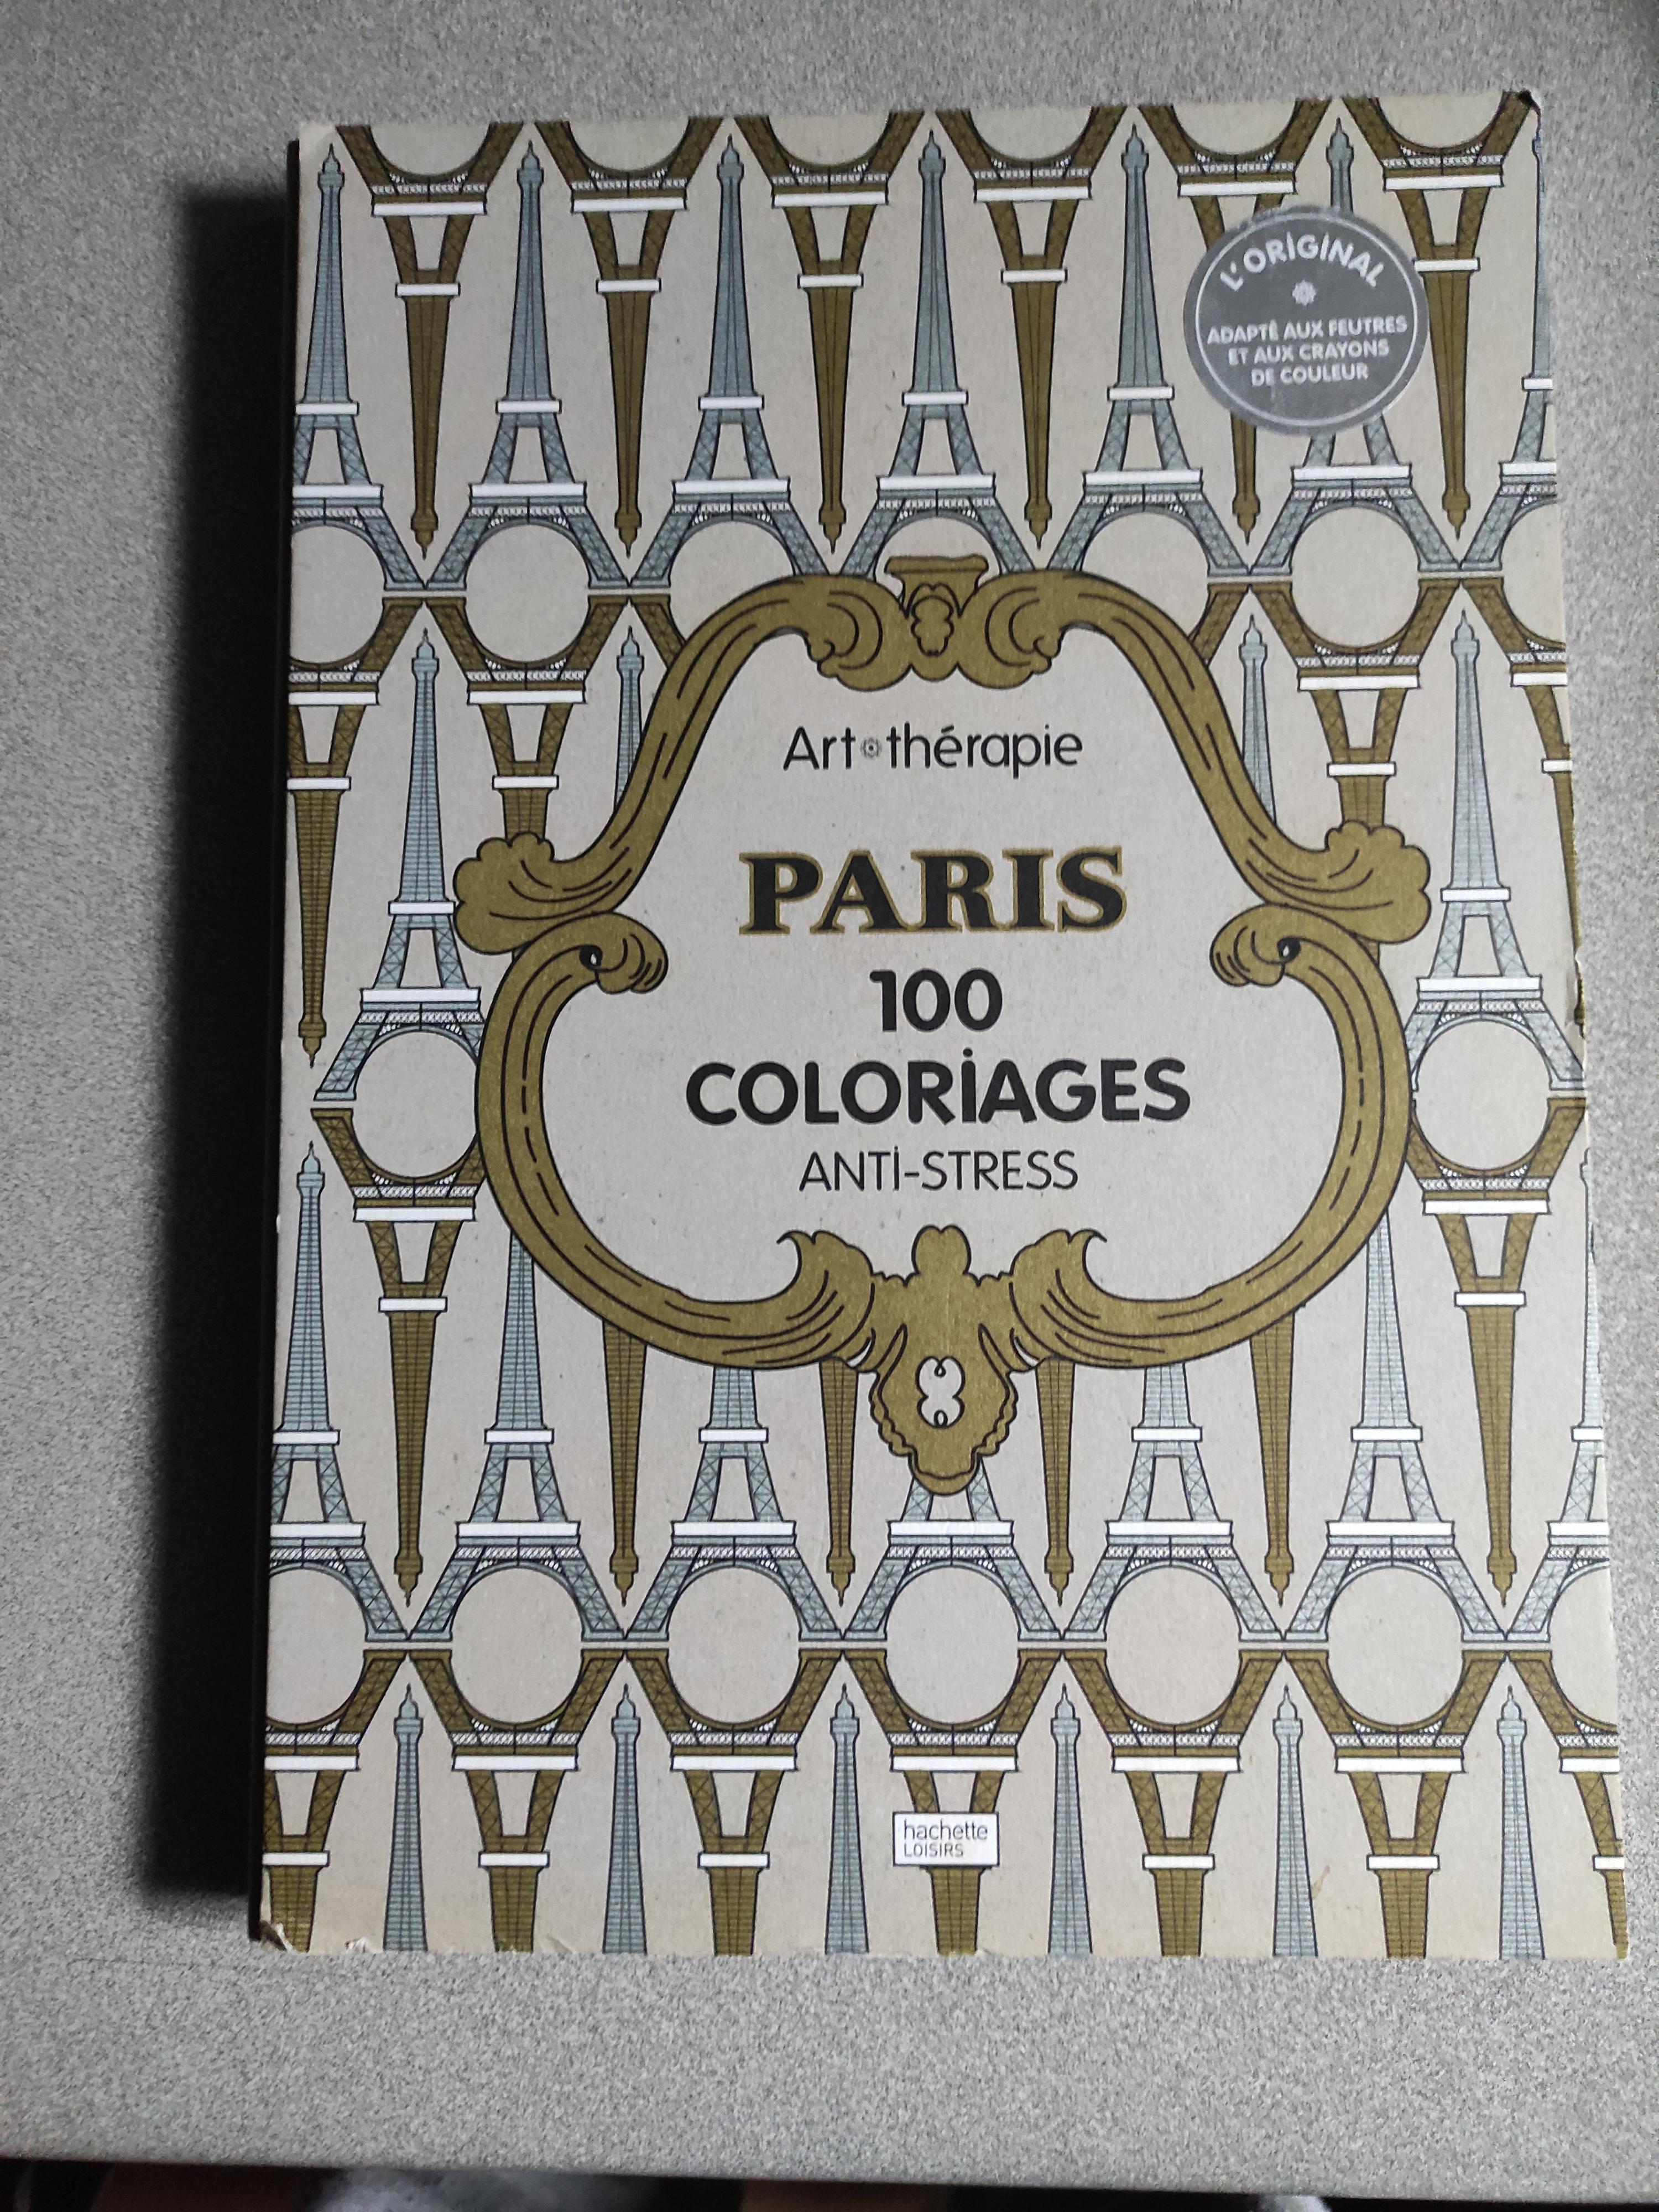 L'ORIGINAL
ADAPTÉ AUX FEUTRES
ET AUX CRAYONS
DE COULEUR
Art thérapie
PARIS
100
COLORIAGES
ANTI-STRESS
hachette
LOISIRS